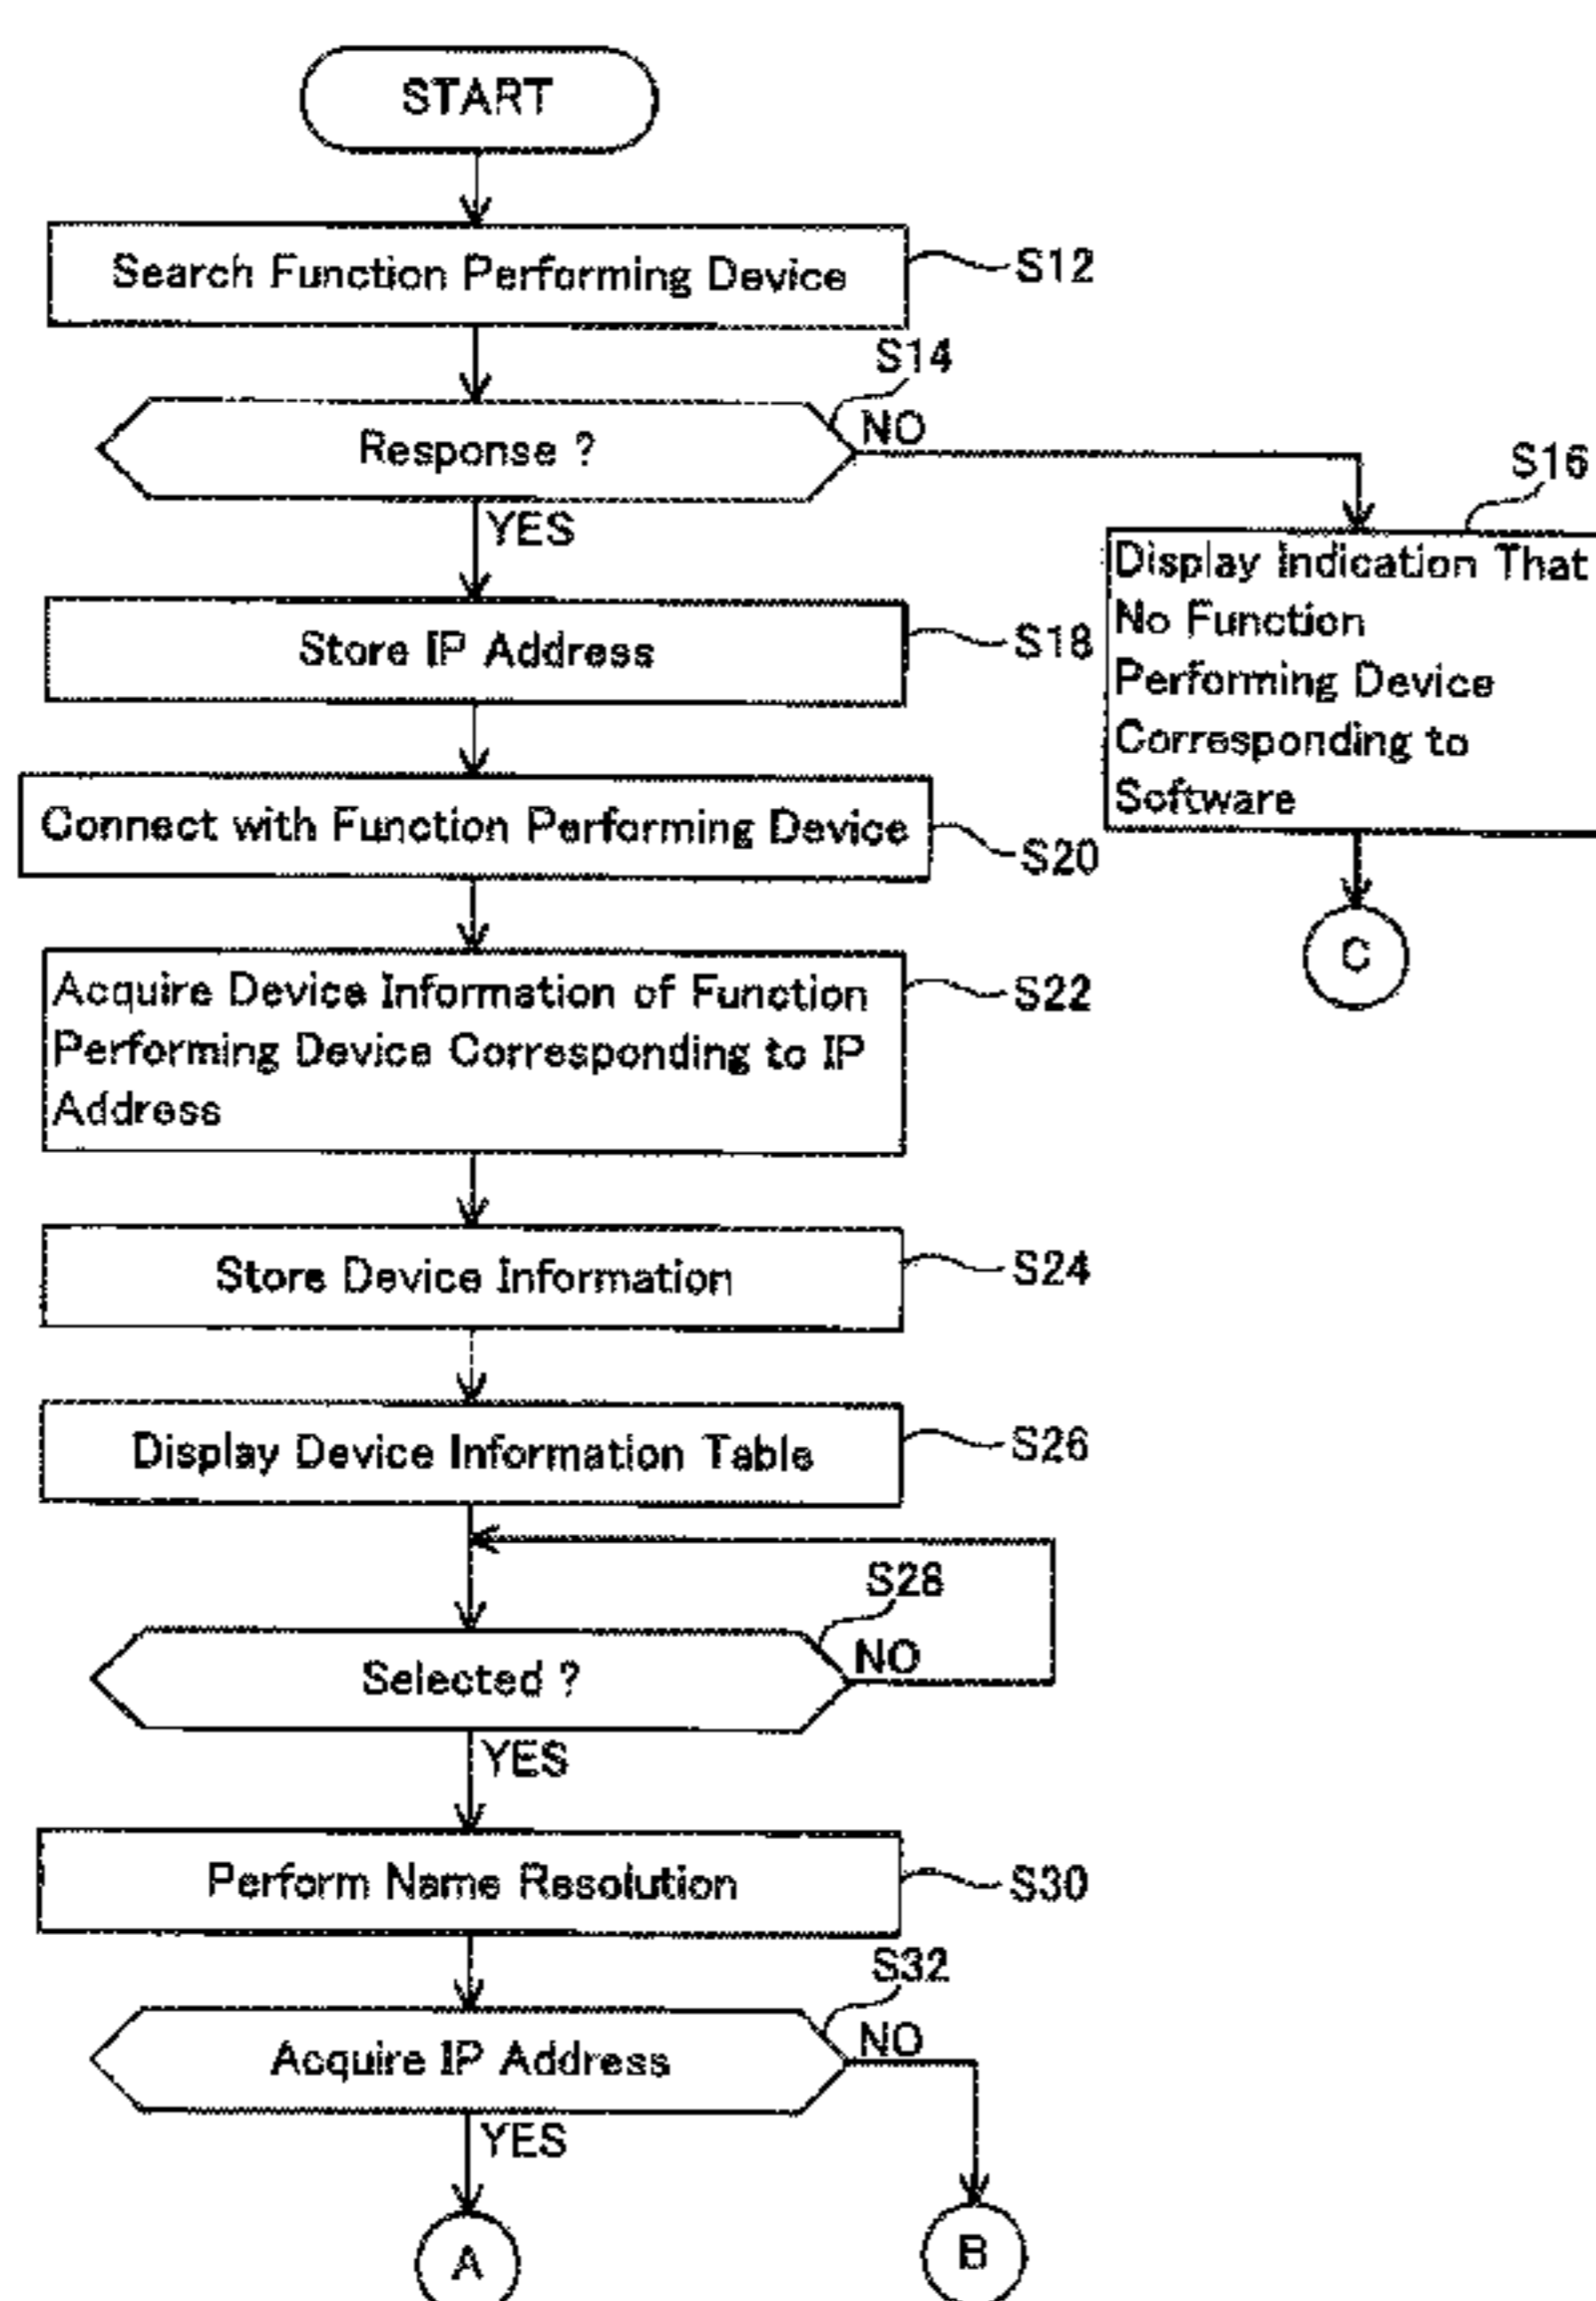 START
Search Function Performing Device
S12
S14
Response ?
NO
YES
S16
Display Indication That
No Function
Performing Device
Corresponding to
Software
C
Store IP Address
S18
Connect with Function Performing Device
S20
Acquire Device Information of Function
Performing Device Corresponding to IP
Address
S22
Store Device Information
S24
Display Device Information Table
S26
S28
Selected ?
NO
YES
Perform Name Resolution
S30
S32
Acquire IP Address
NO
YES
A
B